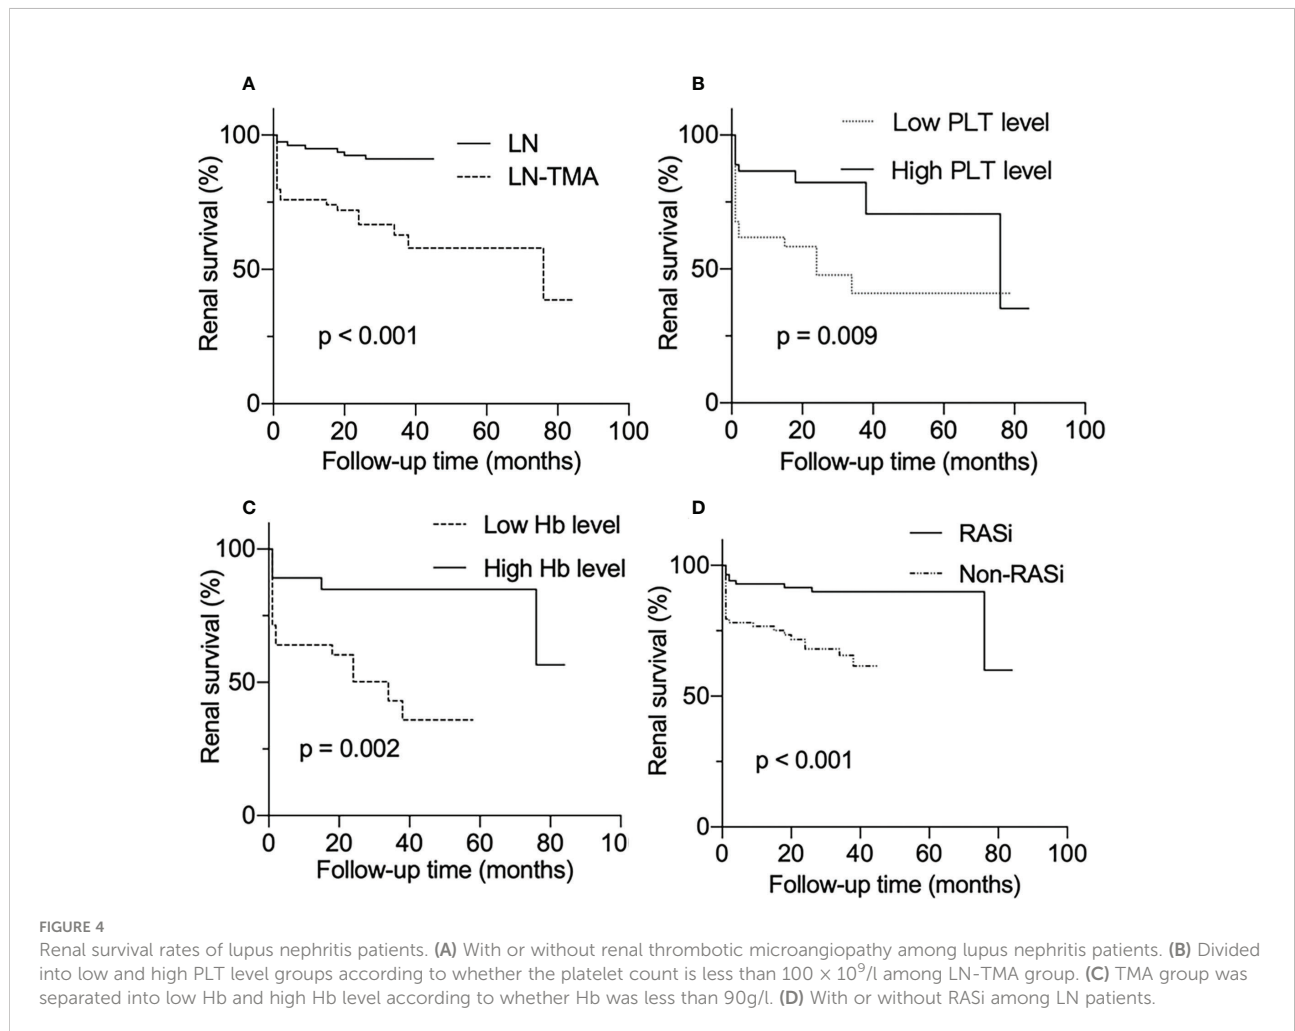 A
100
50
0
Renal survival (%)
LN
LN-TMA
p < 0.001
0 20 40 60 80 100
Follow-up time (months)
B
100
50
0
Renal survival (%)
Low PLT level
High PLT level
p = 0.009
0 20 40 60 80 100
Follow-up time (months)
C
100
50
0
Renal survival (%)
Low Hb level
High Hb level
p = 0.002
0 20 40 60 80 10
Follow-up time (months)
D
100
50
0
Renal survival (%)
RASi
Non-RASi
p < 0.001
0 20 40 60 80 100
Follow-up time (months)
FIGURE 4
Renal survival rates of lupus nephritis patients. (A) With or without renal thrombotic microangiopathy among lupus nephritis patients. (B) Divided
into low and high PLT level groups according to whether the platelet count is less than 100 × 10⁹/l among LN-TMA group. (C) TMA group was
separated into low Hb and high Hb level according to whether Hb was less than 90g/l. (D) With or without RASi among LN patients.